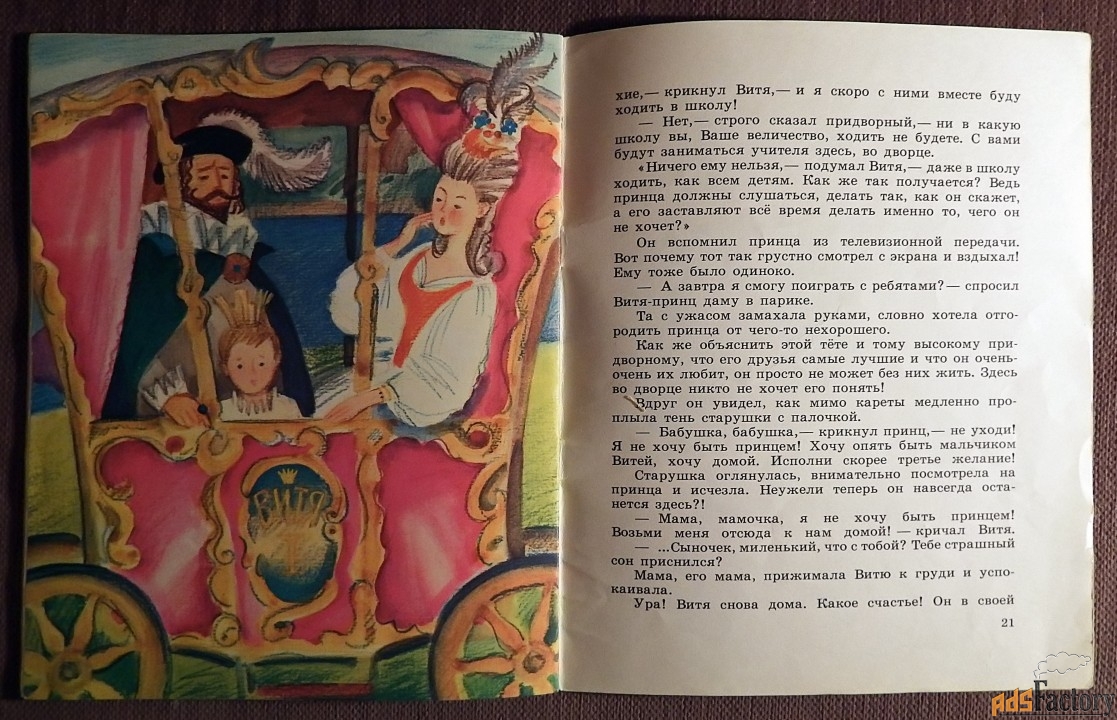 ВИТЯ
хие,— крикнул Витя,— и я скоро с ними вместе буду
ходить в школу!
— Нет,— строго сказал придворный,— ни в какую
школу вы, Ваше величество, ходить не будете. С вами
будут заниматься учителя здесь, во дворце.
«Ничего ему нельзя,— подумал Витя,— даже в школу
ходить, как всем детям. Как же так получается? Ведь
принца должны слушаться, делать так, как он скажет,
а его заставляют всё время делать именно то, чего он
не хочет?»
Он вспомнил принца из телевизионной передачи.
Вот почему тот так грустно смотрел с экрана и вздыхал!
Ему тоже было одиноко.
— А завтра я смогу поиграть с ребятами?— спросил
Витя-принц даму в парике.
Та с ужасом замахала руками, словно хотела отго-
родить принца от чего-то нехорошего.
Как же объяснить этой тёте и тому высокому при-
дворному, что его друзья самые лучшие и что он очень-
очень их любит, он просто не может без них жить. Здесь
во дворце никто не хочет его понять!
Вдруг он увидел, как мимо кареты медленно про-
плыла тень старушки с палочкой.
— Бабушка, бабушка,— крикнул принц,— не уходи!
Я не хочу быть принцем! Хочу опять быть мальчиком
Витей, хочу домой. Исполни скорее третье желание!
Старушка оглянулась, внимательно посмотрела на
принца и исчезла. Неужели теперь он навсегда оста-
нется здесь?!
— Мама, мамочка, я не хочу быть принцем!
Возьми меня отсюда к нам домой! — кричал Витя.
— ...Сыночек, миленький, что с тобой? Тебе страшный
сон приснился?
Мама, его мама, прижимала Витю к груди и успо-
каивала.
Ура! Витя снова дома. Какое счастье! Он в своей
21
adsFactory